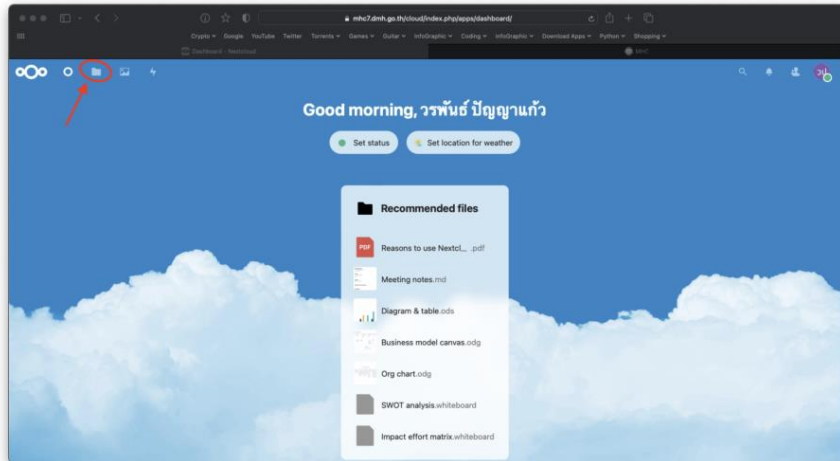 mhc7.dmh.go.th/cloud/index.php/apps/dashboard/
Crypto Google YouTube Twitter Torrents Games Guitar InfoGraphic Coding InfoGraphic Download Apps Python Shopping
Dashboard - Nextcloud
Good morning, วรพันธ์ ปัญญาแก้ว
Set status
Set location for weather
Recommended files
PDF
Reasons to use Nextcl... .pdf
Meeting notes.md
Diagram & table.ods
Business model canvas.odg
Org chart.odg
SWOT analysis.whiteboard
Impact effort matrix.whiteboard